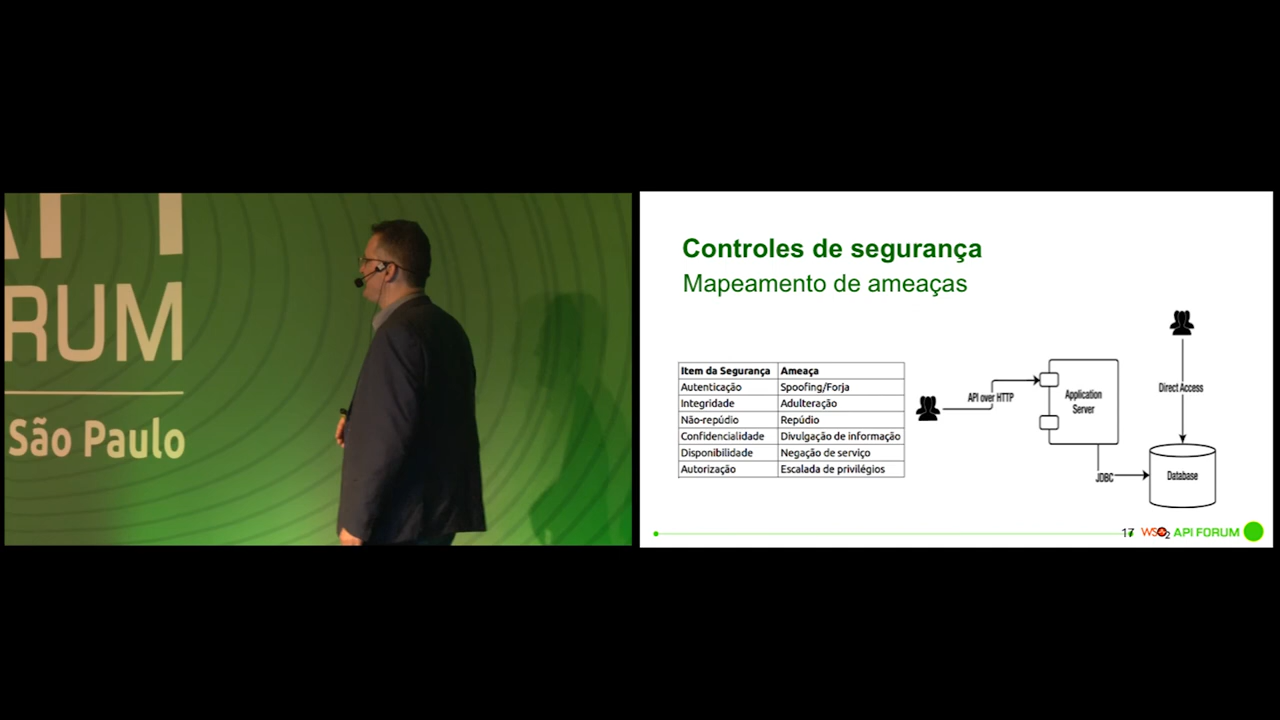 API
FORUM
São Paulo
Controles de segurança
Mapeamento de ameaças
Item da Segurança Ameaça
Autenticação Spoofing/Forja
Integridade Adulteração
Não-repúdio Repúdio
Confidencialidade Divulgação de informação
Disponibilidade Negação de serviço
Autorização Escalada de privilégios
API over HTTP
Application
Server
Direct Access
JDBC
Database
17 WSO2 API FORUM